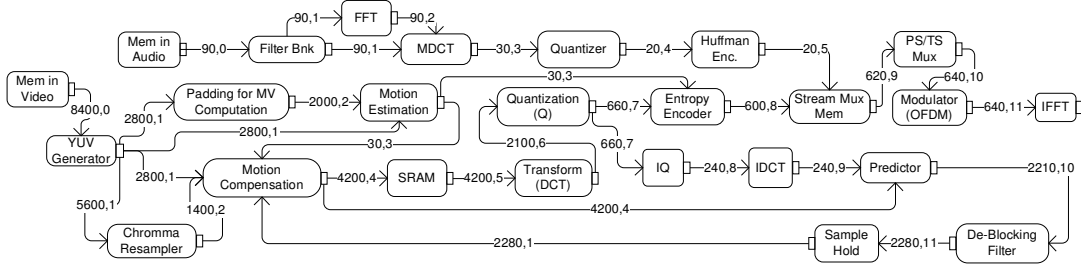 90,1
FFT
90,2
Mem in
Audio
90,0
Filter Bnk
90,1
MDCT
30,3
Quantizer
20,4
Huffman
Enc.
20,5
PS/TS
Mux
620,9
640,10
Mem in
Video
8400,0
YUV
Generator
2800,1
Padding for MV
Computation
2000,2
Motion
Estimation
30,3
Quantization
(Q)
660,7
Entropy
Encoder
600,8
Stream Mux
Mem
Modulator
(OFDM)
640,11
IFFT
2800,1
30,3
2100,6
660,7
2800,1
Motion
Compensation
4200,4
SRAM
4200,5
Transform
(DCT)
IQ
240,8
IDCT
240,9
Predictor
2210,10
5600,1
1400,2
4200,4
Chromma
Resampler
2280,1
Sample
Hold
2280,11
De-Blocking
Filter